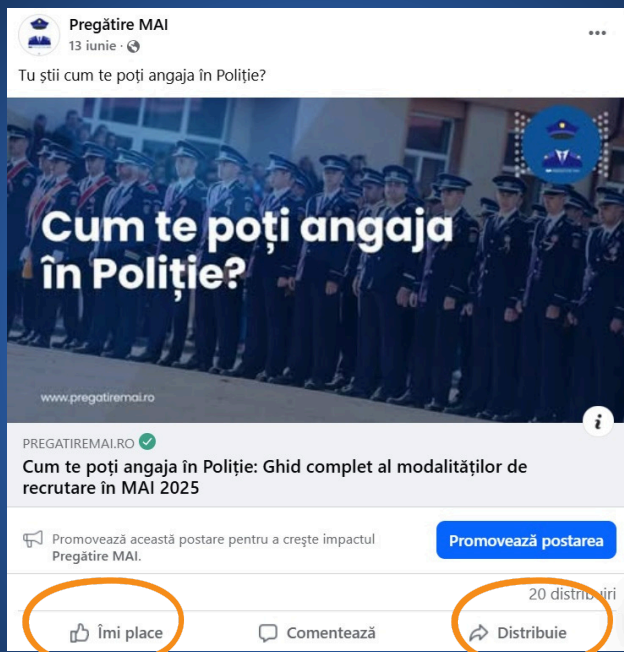 Pregătire MAI
13 iunie ·
Tu știi cum te poți angaja în Poliție?
Cum te poți angaja
în Poliție?
www.pregatiremai.ro
i
PREGATIREMAI.RO
Cum te poți angaja în Poliție: Ghid complet al modalităților de
recrutare în MAI 2025
Promovează această postare pentru a crește impactul
Pregătire MAI.
Promovează postarea
20 distribuiri
Îmi place
Comentează
Distribuie